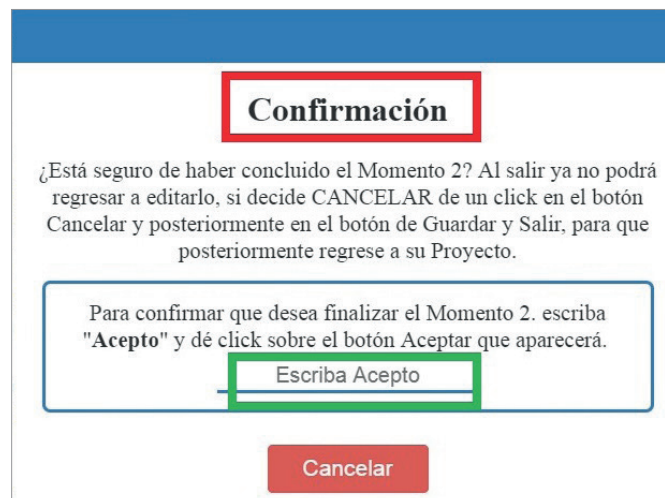 Confirmación
¿Está seguro de haber concluido el Momento 2? Al salir ya no podrá
regresar a editarlo, si decide CANCELAR de un click en el botón
Cancelar y posteriormente en el botón de Guardar y Salir, para que
posteriormente regrese a su Proyecto.
Para confirmar que desea finalizar el Momento 2. escriba
"Acepto" y dé click sobre el botón Aceptar que aparecerá.
Escriba Acepto
Cancelar